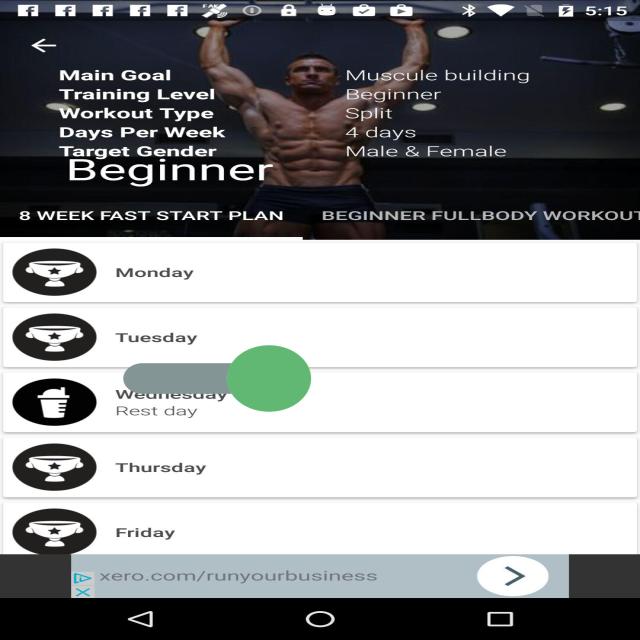 5:15
Main Goal Muscule building
Training Level Beginner
Workout Type Split
Days Per Week 4 days
Target Gender Male & Female
Beginner
8 WEEK FAST START PLAN BEGINNER FULLBODY WORKOUT
Monday
Tuesday
Wednesday
Rest day
Thursday
Friday
xero.com/runyourbusiness